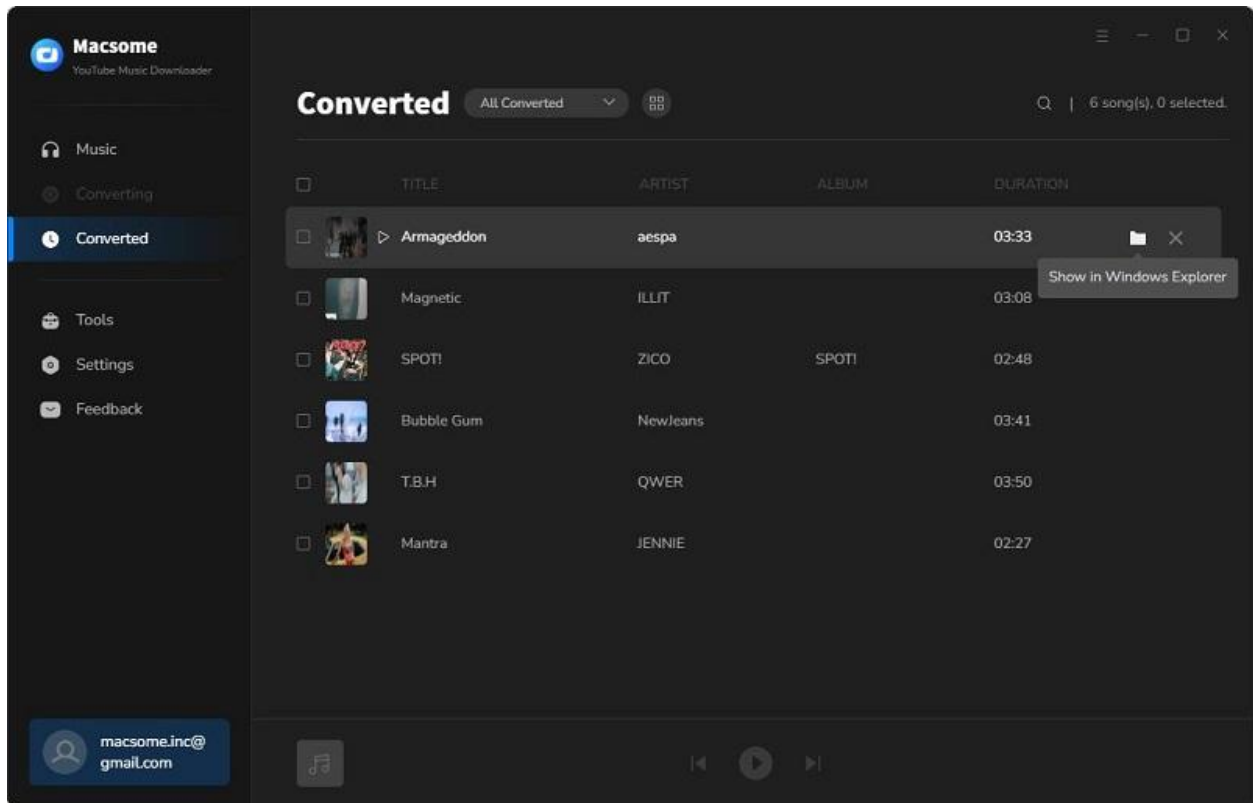 Macsome
YouTube Music Downloader
Music
Converting
Converted
Tools
Settings
Feedback
macsome.inc@
gmail.com
Converted All Converted | 6 song(s), 0 selected.
TITLE ARTIST ALBUM DURATION
Armageddon aespa 03:33
Show in Windows Explorer
Magnetic ILLIT 03:08
SPOT! ZICO SPOT! 02:48
Bubble Gum NewJeans 03:41
T.B.H QWER 03:50
Mantra JENNIE 02:27